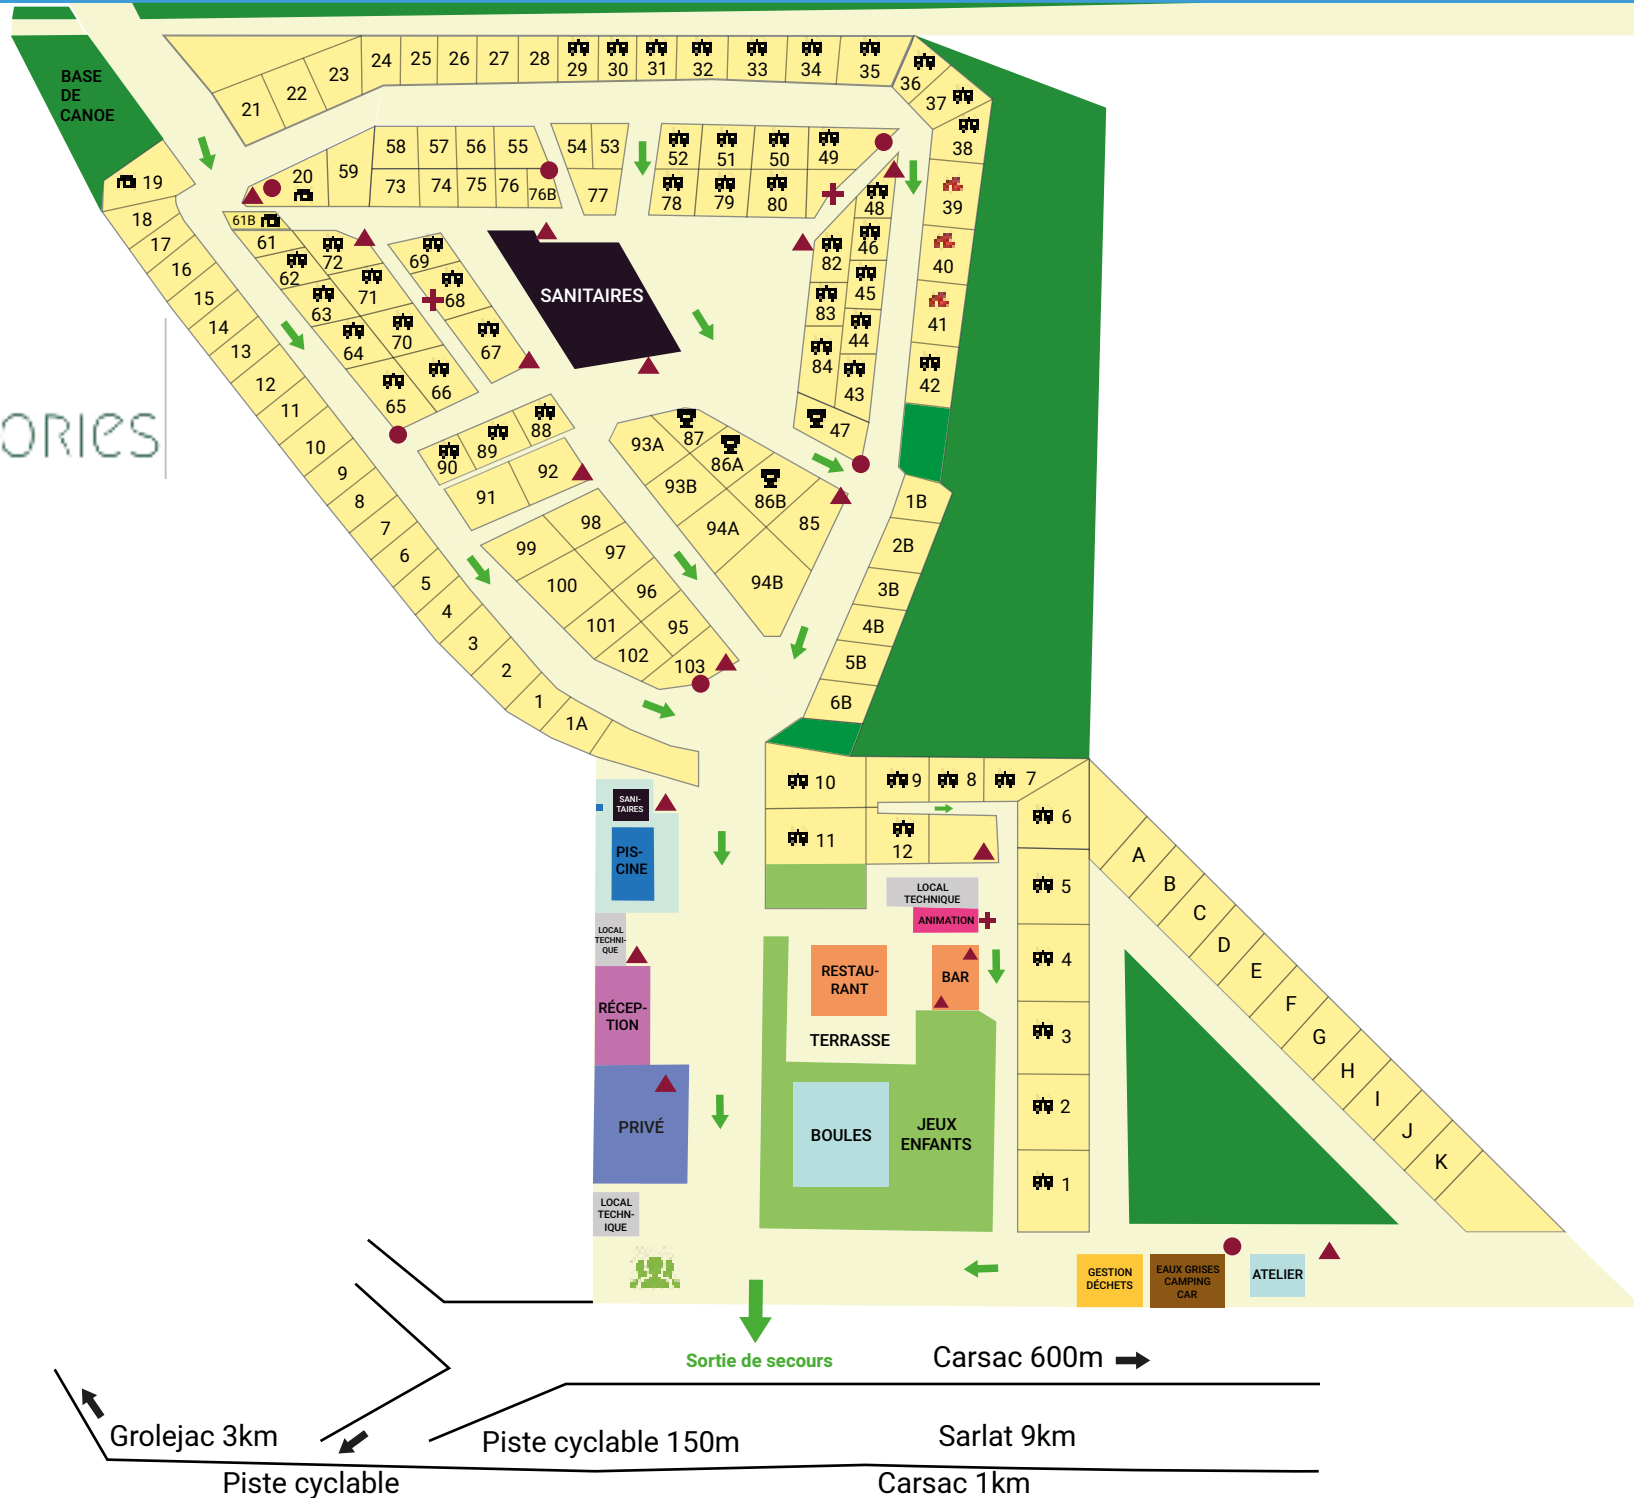 BASE
DE
CANOE
21
22
23
24
25
26
27
28
29
30
31
32
33
34
35
36
37
38
39
40
41
42
58
57
56
55
54
53
52
51
50
49
59
20
73
74
75
76
76B
77
78
79
80
48
46
45
44
43
47
82
83
84
19
18
17
16
15
14
13
12
11
10
9
8
7
6
5
4
3
2
1
1A
61B
61
62
63
64
65
72
71
70
66
69
68
67
SANITAIRES
88
89
90
91
92
93A
87
86A
93B
86B
94A
85
94B
98
99
97
100
96
101
95
102
103
1B
2B
3B
4B
5B
6B
ORIES
10
9
8
7
6
11
12
5
4
3
2
1
A
B
C
D
E
F
G
H
I
J
K
SANI-
TAIRES
PIS-
CINE
LOCAL
TECHNI-
QUE
RÉCEP-
TION
PRIVÉ
LOCAL
TECHN-
IQUE
LOCAL
TECHNIQUE
ANIMATION
RESTAU-
RANT
BAR
TERRASSE
BOULES
JEUX
ENFANTS
GESTION
DÉCHETS
EAUX GRISES
CAMPING
CAR
ATELIER
Sortie de secours
Carsac 600m
Grolejac 3km
Piste cyclable 150m
Sarlat 9km
Piste cyclable
Carsac 1km